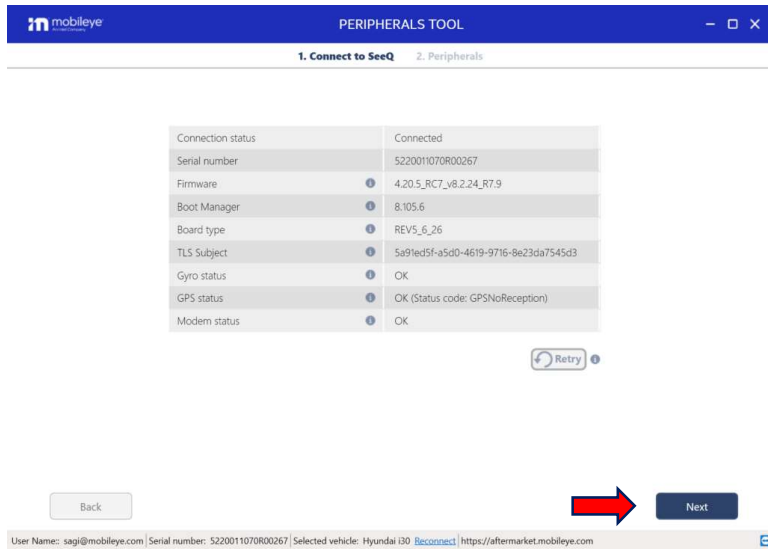 mobileye
PERIPHERALS TOOL
1. Connect to SeeQ 2. Peripherals
Connection status Connected
Serial number 5220011070R00267
Firmware 4.20.5_RC7_v8.2.24_R7.9
Boot Manager 8.105.6
Board type REV5_6_26
TLS Subject 5a91ed5f-a5d0-4619-9716-8e23da7545d3
Gyro status OK
GPS status OK (Status code: GPSNoReception)
Modem status OK
Retry
Back Next
User Name:: sagi@mobileye.com Serial number: 5220011070R00267 Selected vehicle: Hyundai i30 Reconnect https://aftermarket.mobileye.com